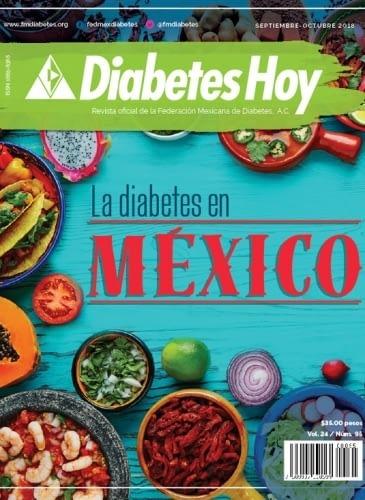 www.fmdiabetes.org
fedmexdiabetes
@fmdiabetes
SEPTIEMBRE-OCTUBRE 2018
Diabetes Hoy
Revista oficial de la Federación Mexicana de Diabetes, A.C.
La diabetes en
MÉXICO
$35.00 pesos
Vol. 24 / Núm. 95